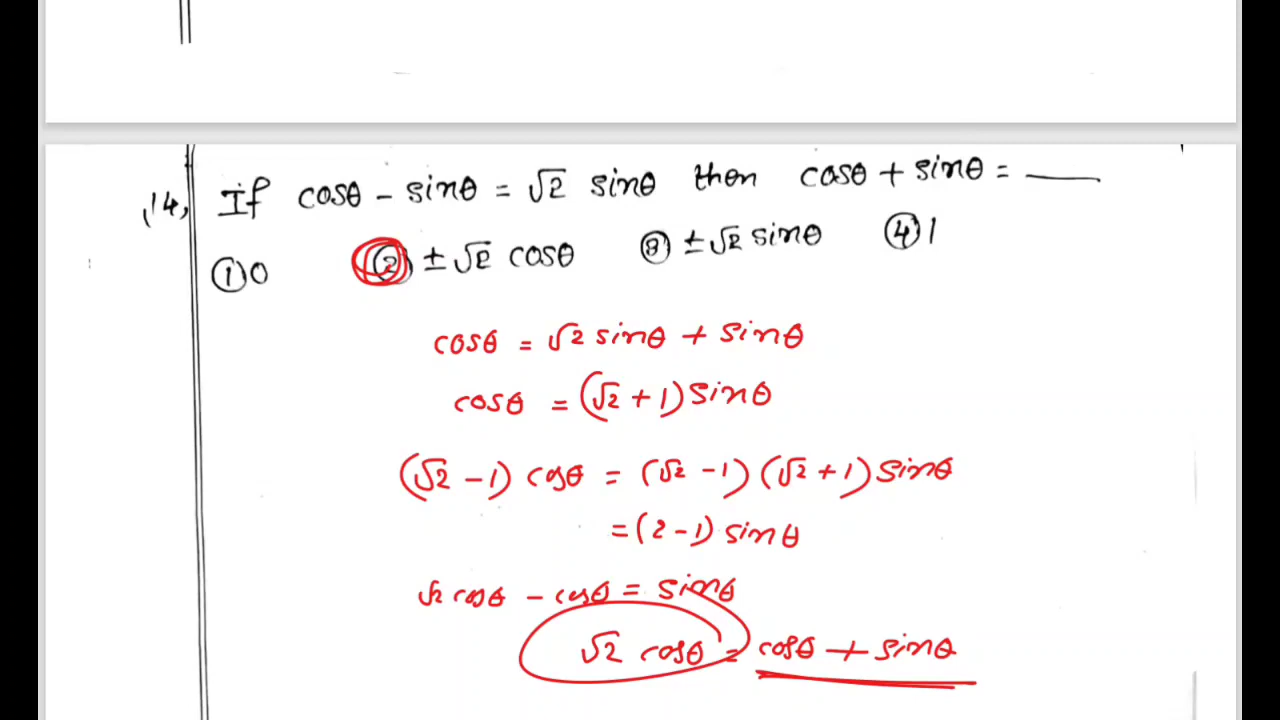 14, If cosθ - sinθ = √2 sinθ then cosθ + sinθ = ___
① 0 ② ±√2 cosθ ③ ±√2 sinθ ④ 1
cosθ = √2 sinθ + sinθ
cosθ = (√2 + 1) sinθ
(√2 - 1) cosθ = (√2 - 1) (√2 + 1) sinθ
= (2 - 1) sinθ
√2 cosθ - cosθ = sinθ
√2 cosθ = cosθ + sinθ